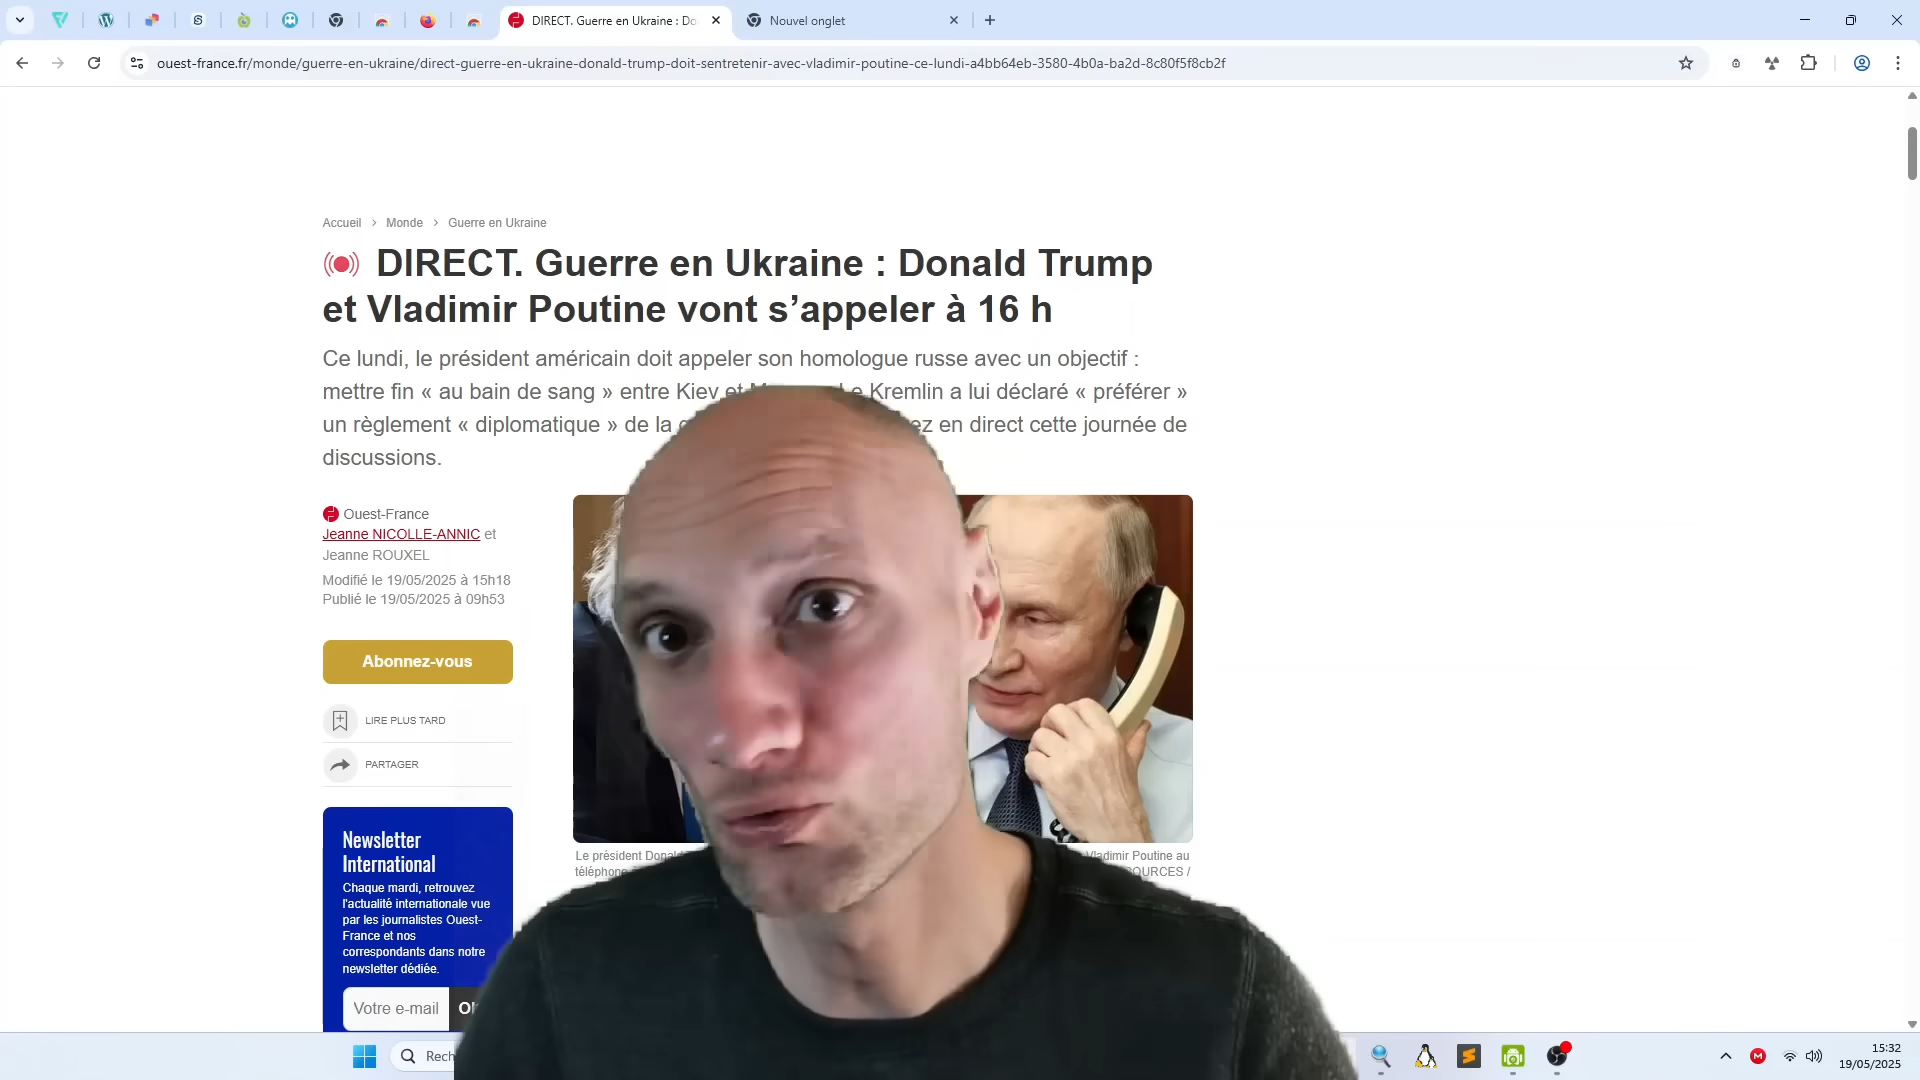 DIRECT. Guerre en Ukraine : Do
Nouvel onglet
ouest-france.fr/monde/guerre-en-ukraine/direct-guerre-en-ukraine-donald-trump-doit-sentretenir-avec-vladimir-poutine-ce-lundi-a4bb64eb-3580-4b0a-ba2d-8c80f5f8cb2f
Accueil > Monde > Guerre en Ukraine
DIRECT. Guerre en Ukraine : Donald Trump
et Vladimir Poutine vont s’appeler à 16 h
Ce lundi, le président américain doit appeler son homologue russe avec un objectif :
mettre fin « au bain de sang » entre Kiev et Le Kremlin a lui déclaré « préférer »
un règlement « diplomatique » de la en direct cette journée de
discussions.
Ouest-France
Jeanne NICOLLE-ANNIC et
Jeanne ROUXEL
Modifié le 19/05/2025 à 15h18
Publié le 19/05/2025 à 09h53
Abonnez-vous
LIRE PLUS TARD
PARTAGER
Le président Vladimir Poutine au
téléphone
Newsletter
International
Chaque mardi, retrouvez
l'actualité internationale vue
par les journalistes Ouest-
France et nos
correspondants dans notre
newsletter dédiée.
Votre e-mail
Rech
15:32
19/05/2025